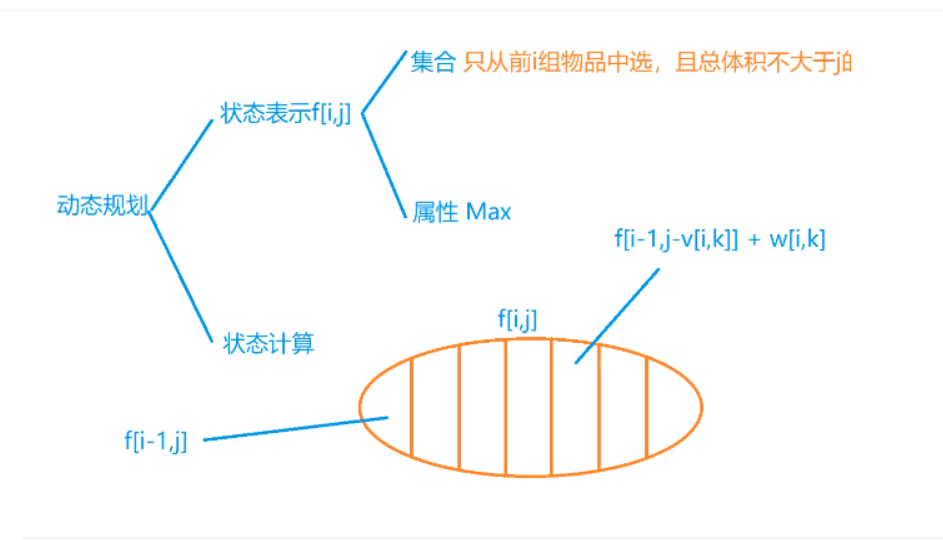 集合 只从前i组物品中选，且总体积不大于j
状态表示f[i,j]
动态规划
属性 Max
f[i-1,j-v[i,k]] + w[i,k]
f[i,j]
状态计算
f[i-1,j]